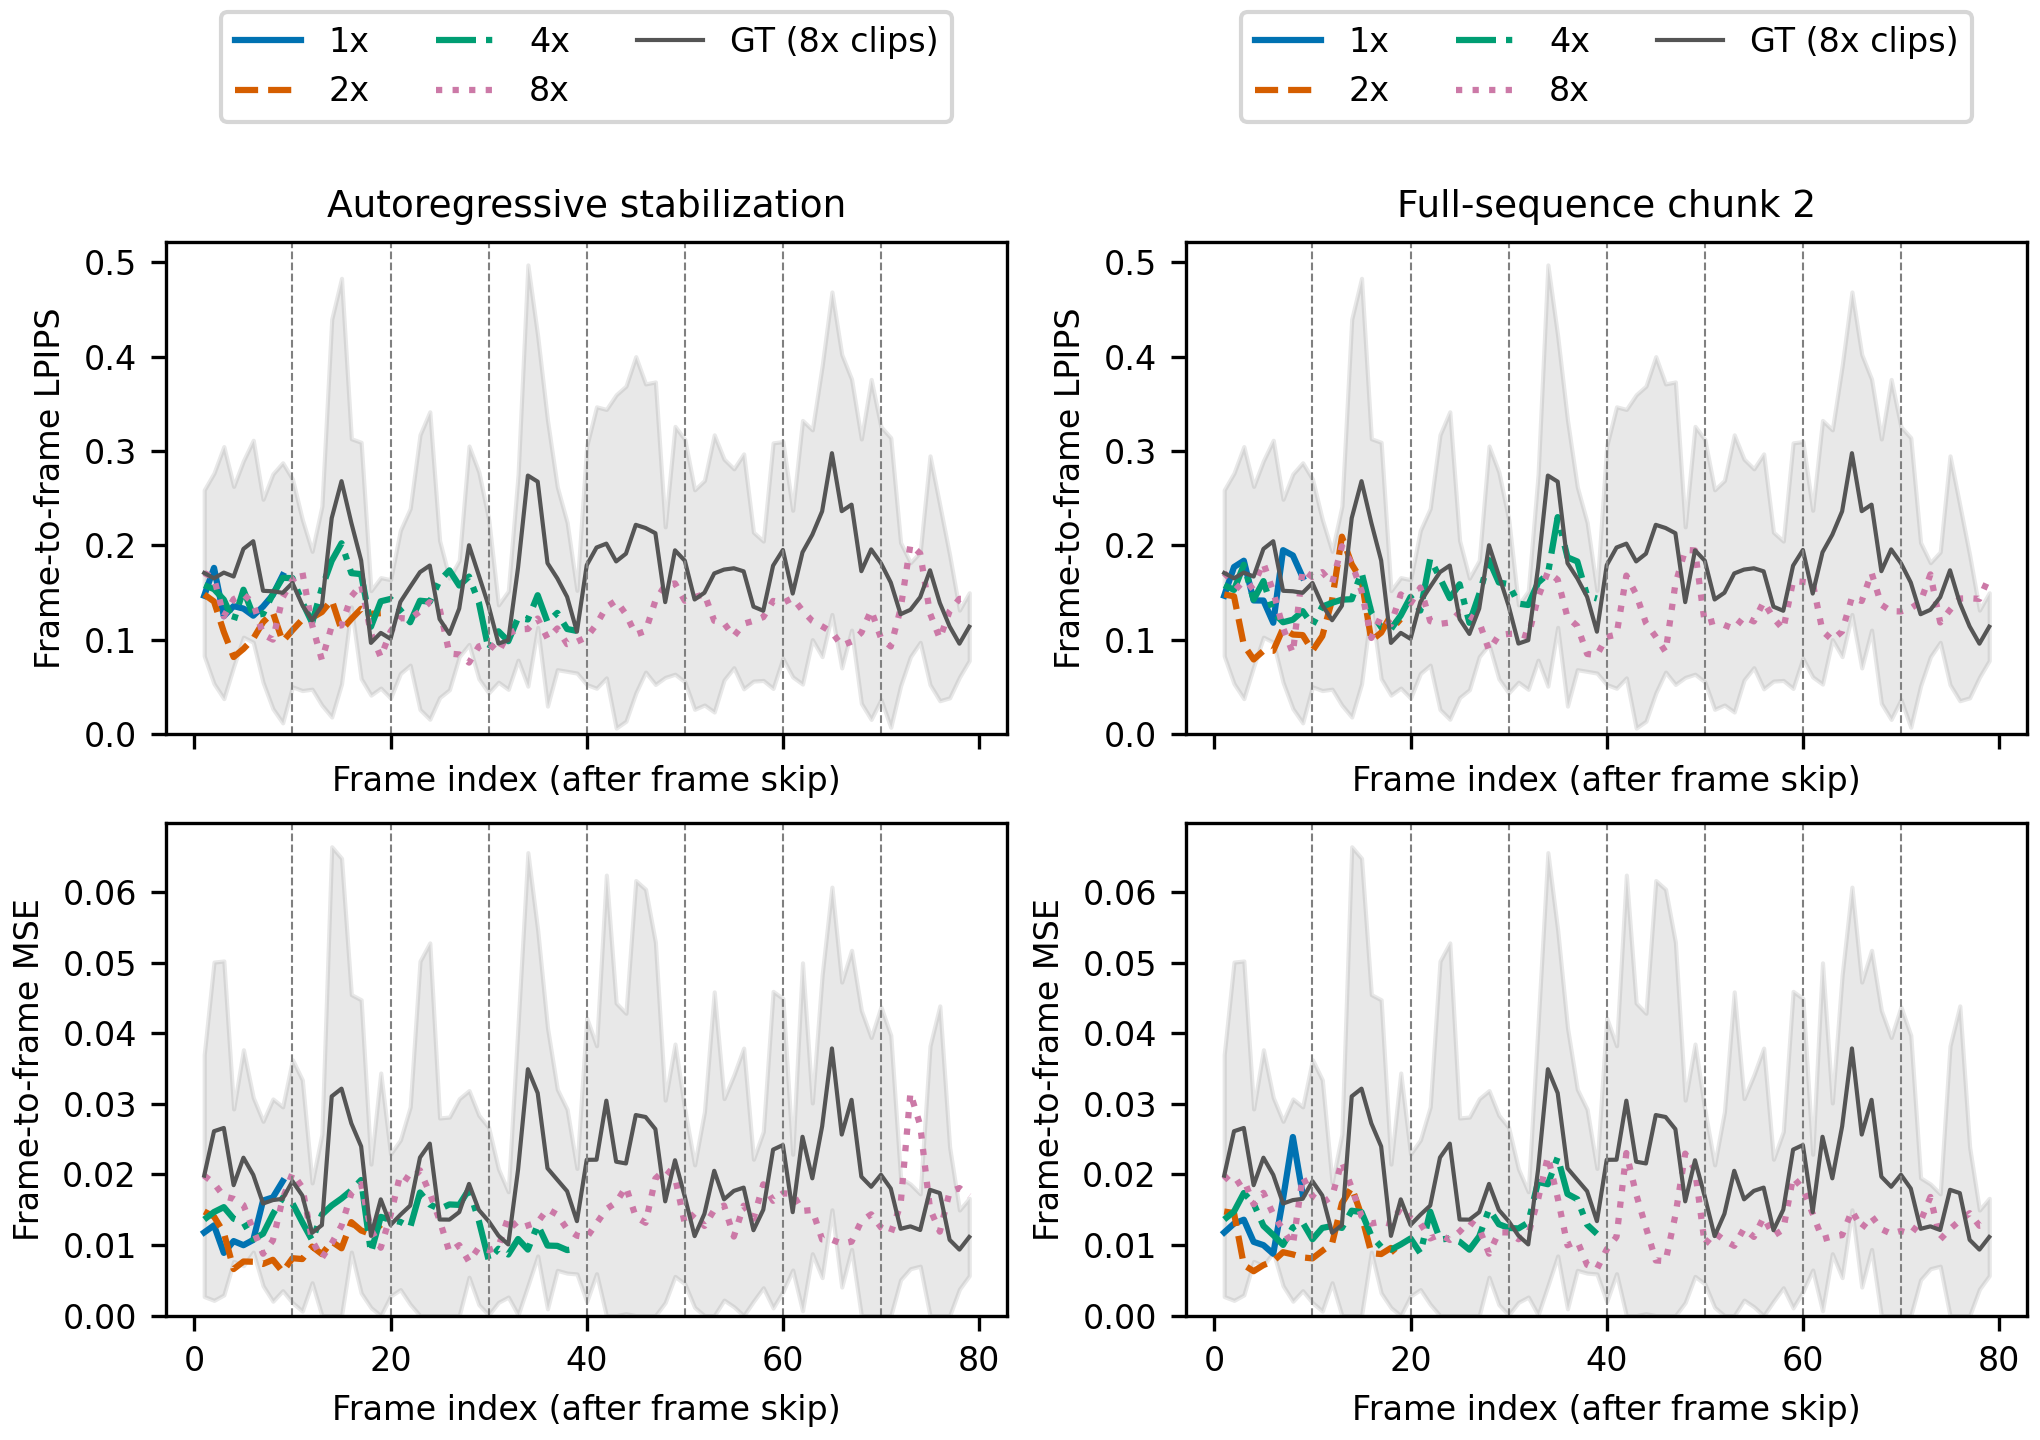 1x 4x GT (8x clips)
2x 8x
1x 4x GT (8x clips)
2x 8x
Autoregressive stabilization
Full-sequence chunk 2
Frame-to-frame LPIPS
0.5
0.4
0.3
0.2
0.1
0.0
Frame index (after frame skip)
Frame-to-frame LPIPS
0.5
0.4
0.3
0.2
0.1
0.0
Frame index (after frame skip)
Frame-to-frame MSE
0.06
0.05
0.04
0.03
0.02
0.01
0.00
0 20 40 60 80
Frame index (after frame skip)
Frame-to-frame MSE
0.06
0.05
0.04
0.03
0.02
0.01
0.00
0 20 40 60 80
Frame index (after frame skip)